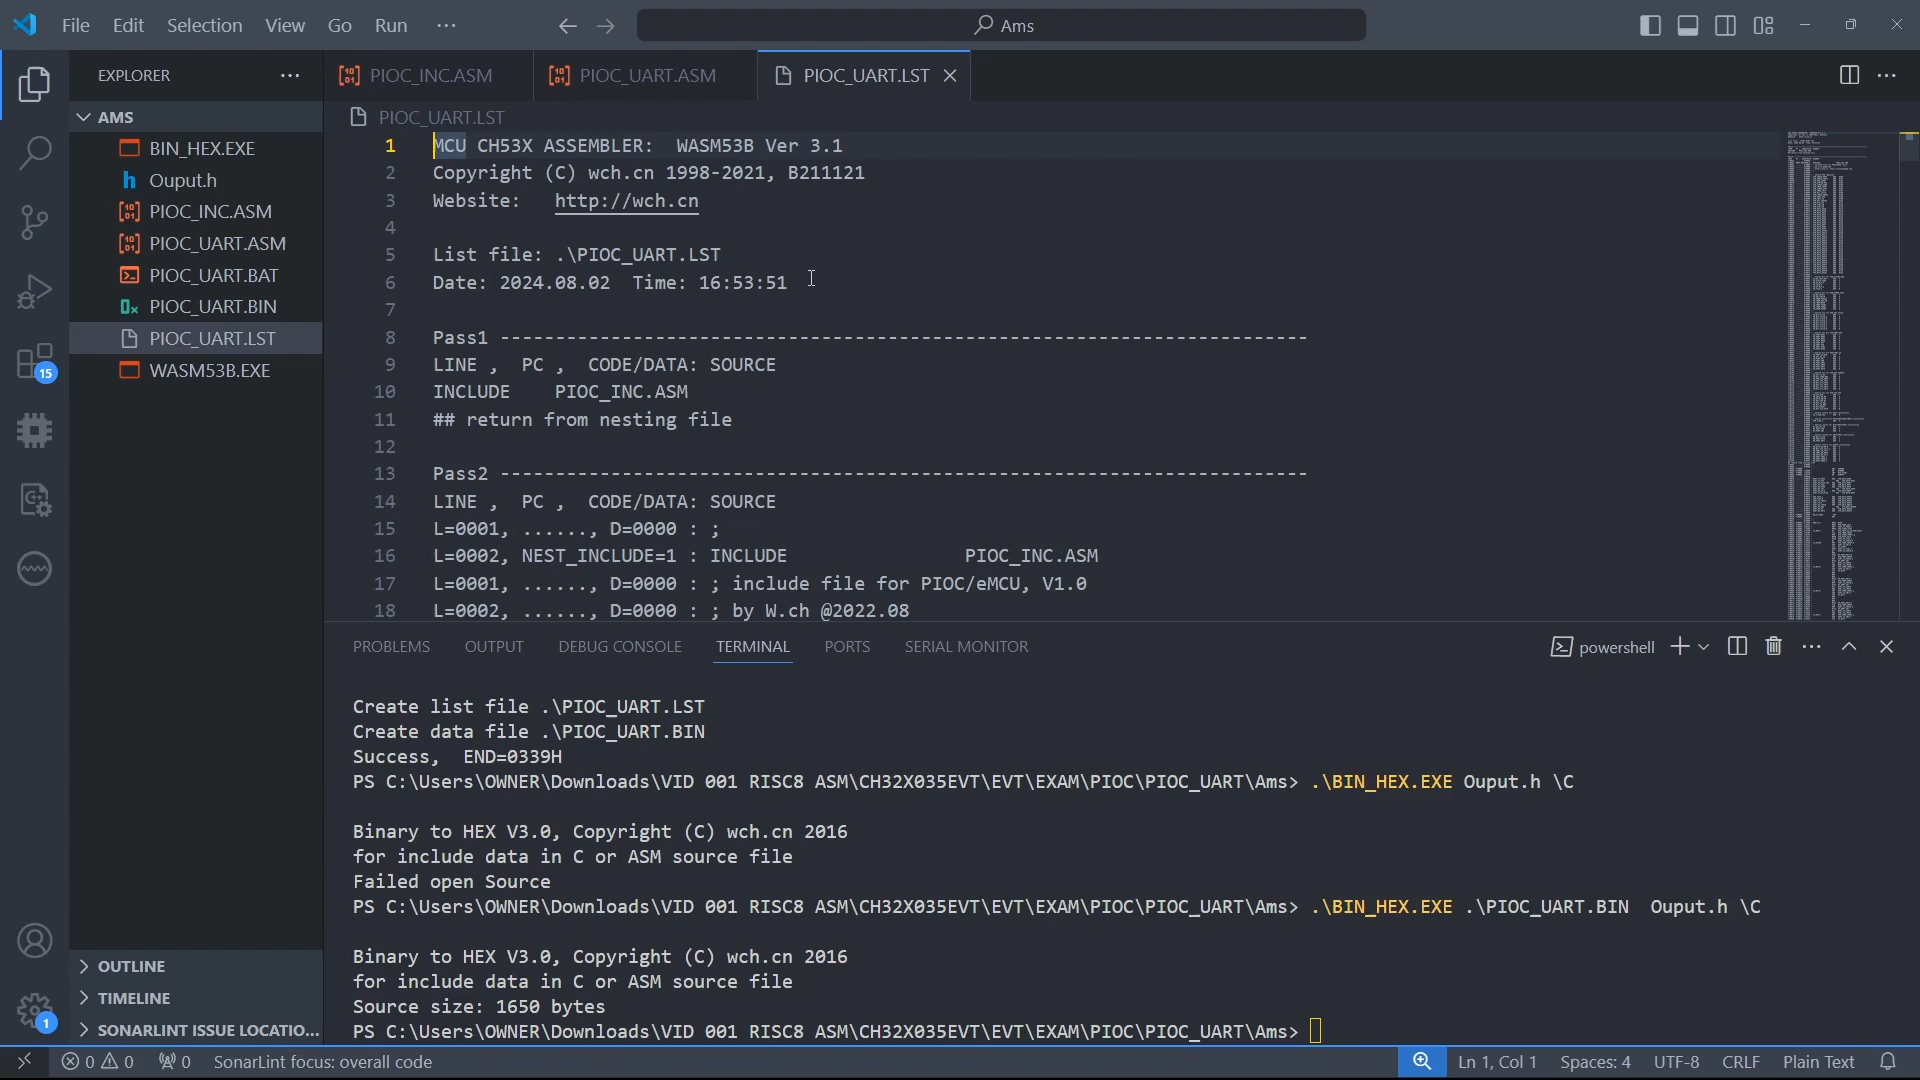 File Edit Selection View Go Run ··· Ams
EXPLORER ···
PIOC_INC.ASM PIOC_UART.ASM PIOC_UART.LST
AMS
BIN_HEX.EXE
Ouput.h
PIOC_INC.ASM
PIOC_UART.ASM
PIOC_UART.BAT
PIOC_UART.BIN
PIOC_UART.LST
WASM53B.EXE
15
OUTLINE
TIMELINE
SONARLINT ISSUE LOCATIO...
1
PIOC_UART.LST
1 MCU CH53X ASSEMBLER:  WASM53B Ver 3.1
2 Copyright (C) wch.cn 1998-2021, B211121
3 Website:   http://wch.cn
4
5 List file: .\PIOC_UART.LST
6 Date: 2024.08.02  Time: 16:53:51
7
8 Pass1 -------------------------------------------------------------------------
9 LINE ,  PC ,  CODE/DATA: SOURCE
10 INCLUDE    PIOC_INC.ASM
11 ## return from nesting file
12
13 Pass2 -------------------------------------------------------------------------
14 LINE ,  PC ,  CODE/DATA: SOURCE
15 L=0001, ......, D=0000 : ;
16 L=0002, NEST_INCLUDE=1 : INCLUDE                PIOC_INC.ASM
17 L=0001, ......, D=0000 : ; include file for PIOC/eMCU, V1.0
18 L=0002, ......, D=0000 : ; by W.ch @2022.08
PROBLEMS OUTPUT DEBUG CONSOLE TERMINAL PORTS SERIAL MONITOR powershell
Create list file .\PIOC_UART.LST
Create data file .\PIOC_UART.BIN
Success,  END=0339H
PS C:\Users\OWNER\Downloads\VID 001 RISC8 ASM\CH32X035EVT\EVT\EXAM\PIOC\PIOC_UART\Ams> .\BIN_HEX.EXE Ouput.h \C
Binary to HEX V3.0, Copyright (C) wch.cn 2016
for include data in C or ASM source file
Failed open Source
PS C:\Users\OWNER\Downloads\VID 001 RISC8 ASM\CH32X035EVT\EVT\EXAM\PIOC\PIOC_UART\Ams> .\BIN_HEX.EXE .\PIOC_UART.BIN  Ouput.h \C
Binary to HEX V3.0, Copyright (C) wch.cn 2016
for include data in C or ASM source file
Source size: 1650 bytes
PS C:\Users\OWNER\Downloads\VID 001 RISC8 ASM\CH32X035EVT\EVT\EXAM\PIOC\PIOC_UART\Ams>
0 0 0 SonarLint focus: overall code Ln 1, Col 1 Spaces: 4 UTF-8 CRLF Plain Text